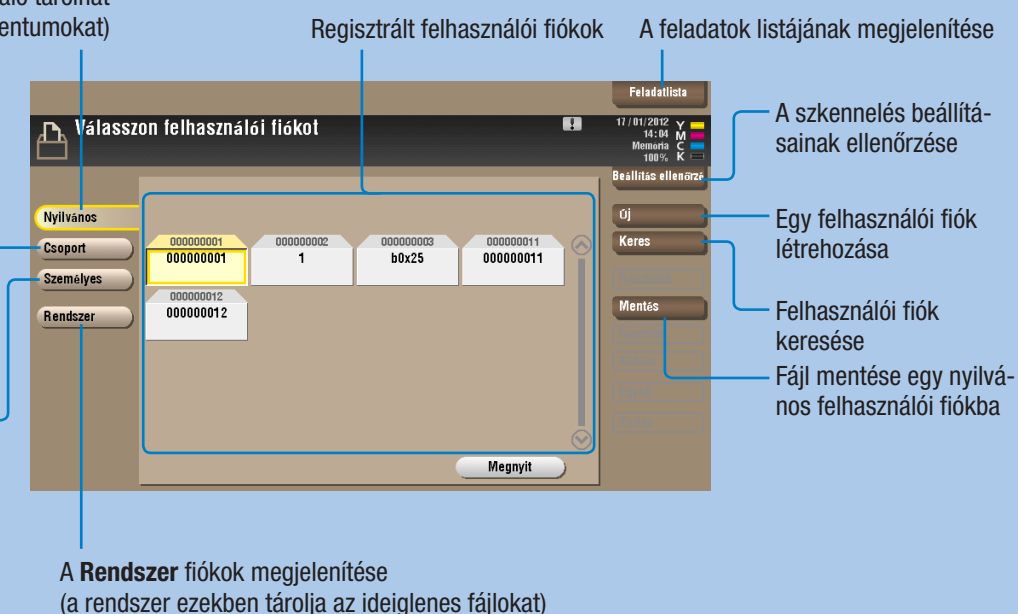 entumokat)
Regisztrált felhasználói fiókok
A feladatok listájának megjelenítése
Feladatlista
Válasszon felhasználói fiókot
17/01/2012
14:04
Memória
100%
Y
M
C
K
Beállítás ellenőrzé
A szkennelés beállítá-
sainak ellenőrzése
Nyilvános
Csoport
Személyes
Rendszer
000000001
000000001
000000002
1
000000003
b0x25
000000011
000000011
000000012
000000012
Új
Keres
Mentés
Egy felhasználói fiók
létrehozása
Felhasználói fiók
keresése
Fájl mentése egy nyilvá-
nos felhasználói fiókba
Megnyit
A Rendszer fiókok megjelenítése
(a rendszer ezekben tárolja az ideiglenes fájlokat)